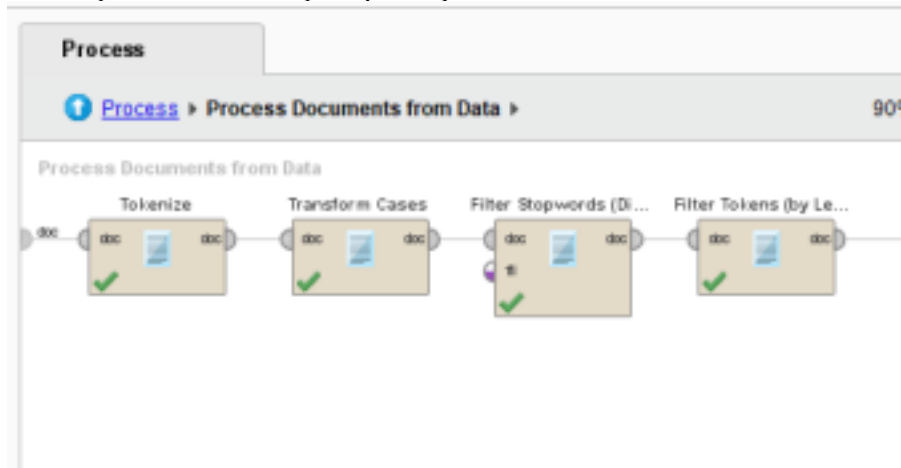 Process
Process ▸ Process Documents from Data ▸ 90%
Process Documents from Data
Tokenize Transform Cases Filter Stopwords (Di... Filter Tokens (by Le...
doc doc doc doc doc doc doc doc doc